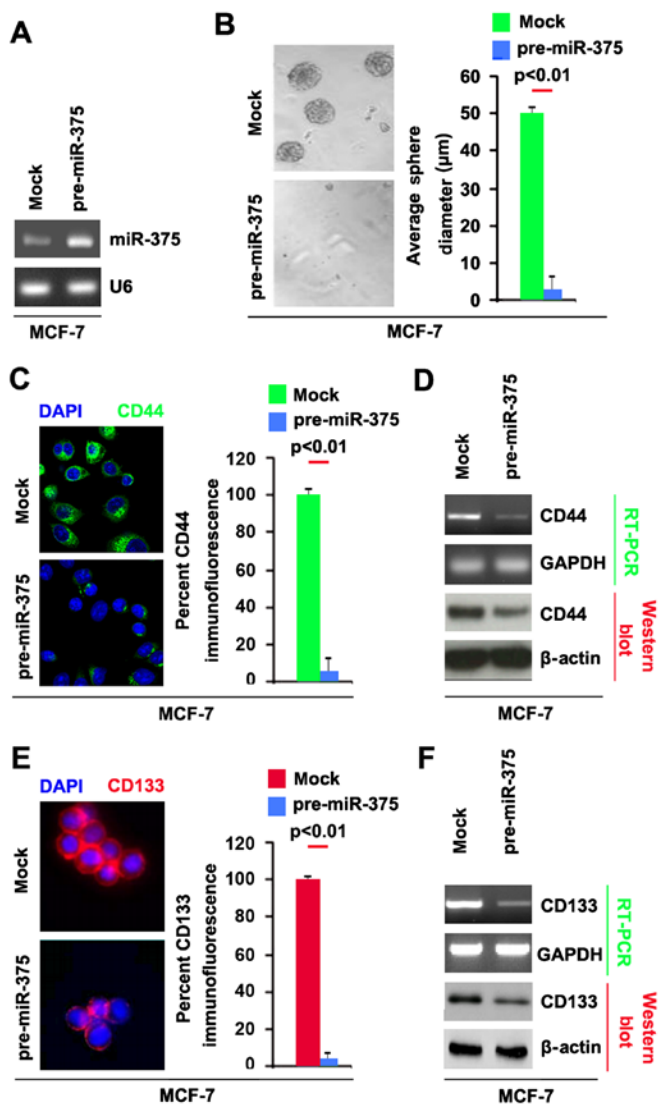 A
Mock
pre-miR-375
miR-375
U6
MCF-7
B
Mock
pre-miR-375
Mock
pre-miR-375
p<0.01
Average sphere
diameter (µm)
60
50
40
30
20
10
0
MCF-7
C
DAPI CD44
Mock
pre-miR-375
Mock
pre-miR-375
p<0.01
Percent CD44
immunofluorescence
120
100
80
60
40
20
0
MCF-7
D
Mock
pre-miR-375
CD44
GAPDH
RT-PCR
CD44
β-actin
Western
blot
MCF-7
E
DAPI CD133
Mock
pre-miR-375
Mock
pre-miR-375
p<0.01
Percent CD133
immunofluorescence
120
100
80
60
40
20
0
MCF-7
F
Mock
pre-miR-375
CD133
GAPDH
RT-PCR
CD133
β-actin
Western
blot
MCF-7